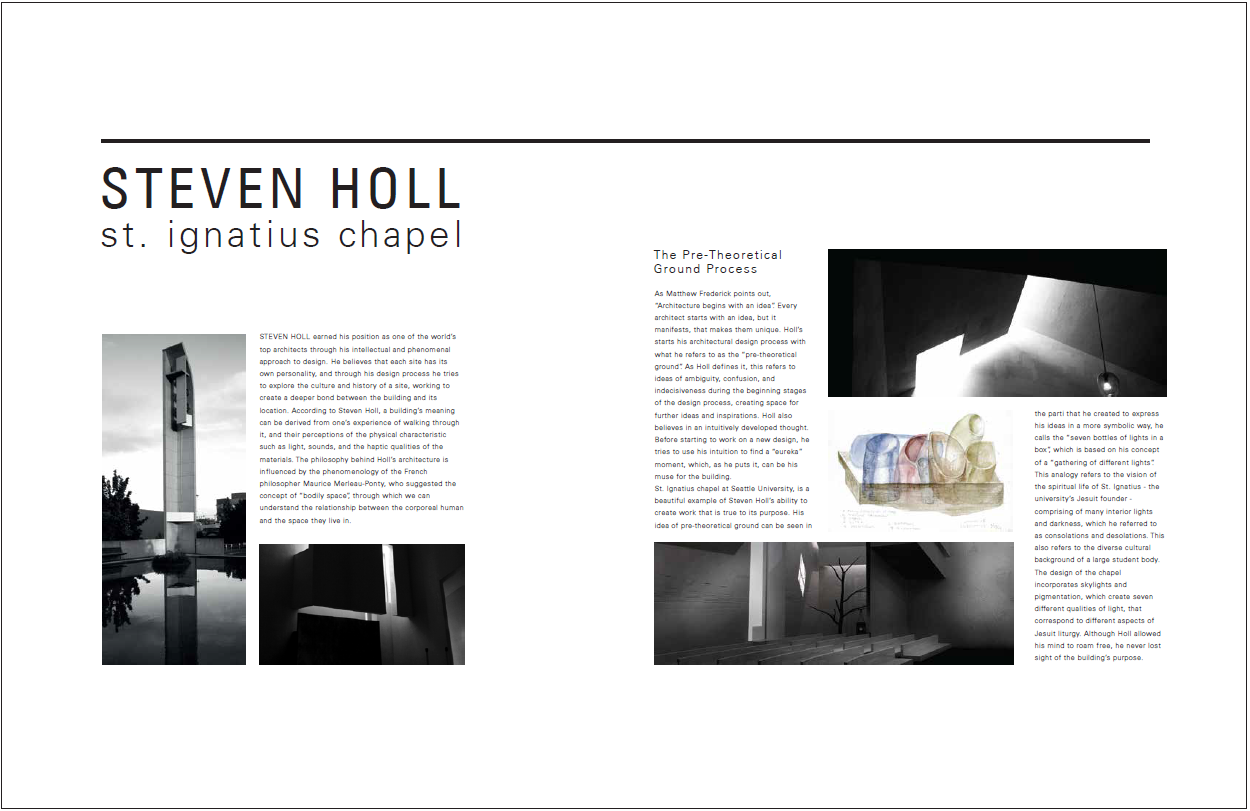 STEVEN HOLL
st. ignatius chapel
STEVEN HOLL earned his position as one of the world's
top architects through his intellectual and phenomenal
approach to design. He believes that each site has its
own personality, and through his design process he tries
to explore the culture and history of a site, working to
create a deeper bond between the building and its
location. According to Steven Holl, a building's meaning
can be derived from one's experience of walking through
it, and their perceptions of the physical characteristic
such as light, sounds, and the haptic qualities of the
materials. The philosophy behind Holl's architecture is
influenced by the phenomenology of the French
philosopher Maurice Merleau-Ponty, who suggested the
concept of "bodily space", through which we can
understand the relationship between the corporeal human
and the space they live in.
The Pre-Theoretical
Ground Process
As Matthew Frederick points out,
"Architecture begins with an idea". Every
architect starts with an idea, but it
manifests, that makes them unique. Holl's
starts his architectural design process with
what he refers to as the "pre-theoretical
ground". As Holl defines it, this refers to
ideas of ambiguity, confusion, and
indecisiveness during the beginning stages
of the design process, creating space for
further ideas and inspirations. Holl also
believes in an intuitively developed thought.
Before starting to work on a new design, he
tries to use his intuition to find a "eureka"
moment, which, as he puts it, can be his
muse for the building.
St. Ignatius chapel at Seattle University, is a
beautiful example of Steven Holl's ability to
create work that is true to its purpose. His
idea of pre-theoretical ground can be seen in
the parti that he created to express
his ideas in a more symbolic way, he
calls the "seven bottles of lights in a
box", which is based on his concept
of a "gathering of different lights".
This analogy refers to the vision of
the spiritual life of St. Ignatius - the
university's Jesuit founder -
comprising of many interior lights
and darkness, which he referred to
as consolations and desolations. This
also refers to the diverse cultural
background of a large student body.
The design of the chapel
incorporates skylights and
pigmentation, which create seven
different qualities of light, that
correspond to different aspects of
Jesuit liturgy. Although Holl allowed
his mind to roam free, he never lost
sight of the building's purpose.